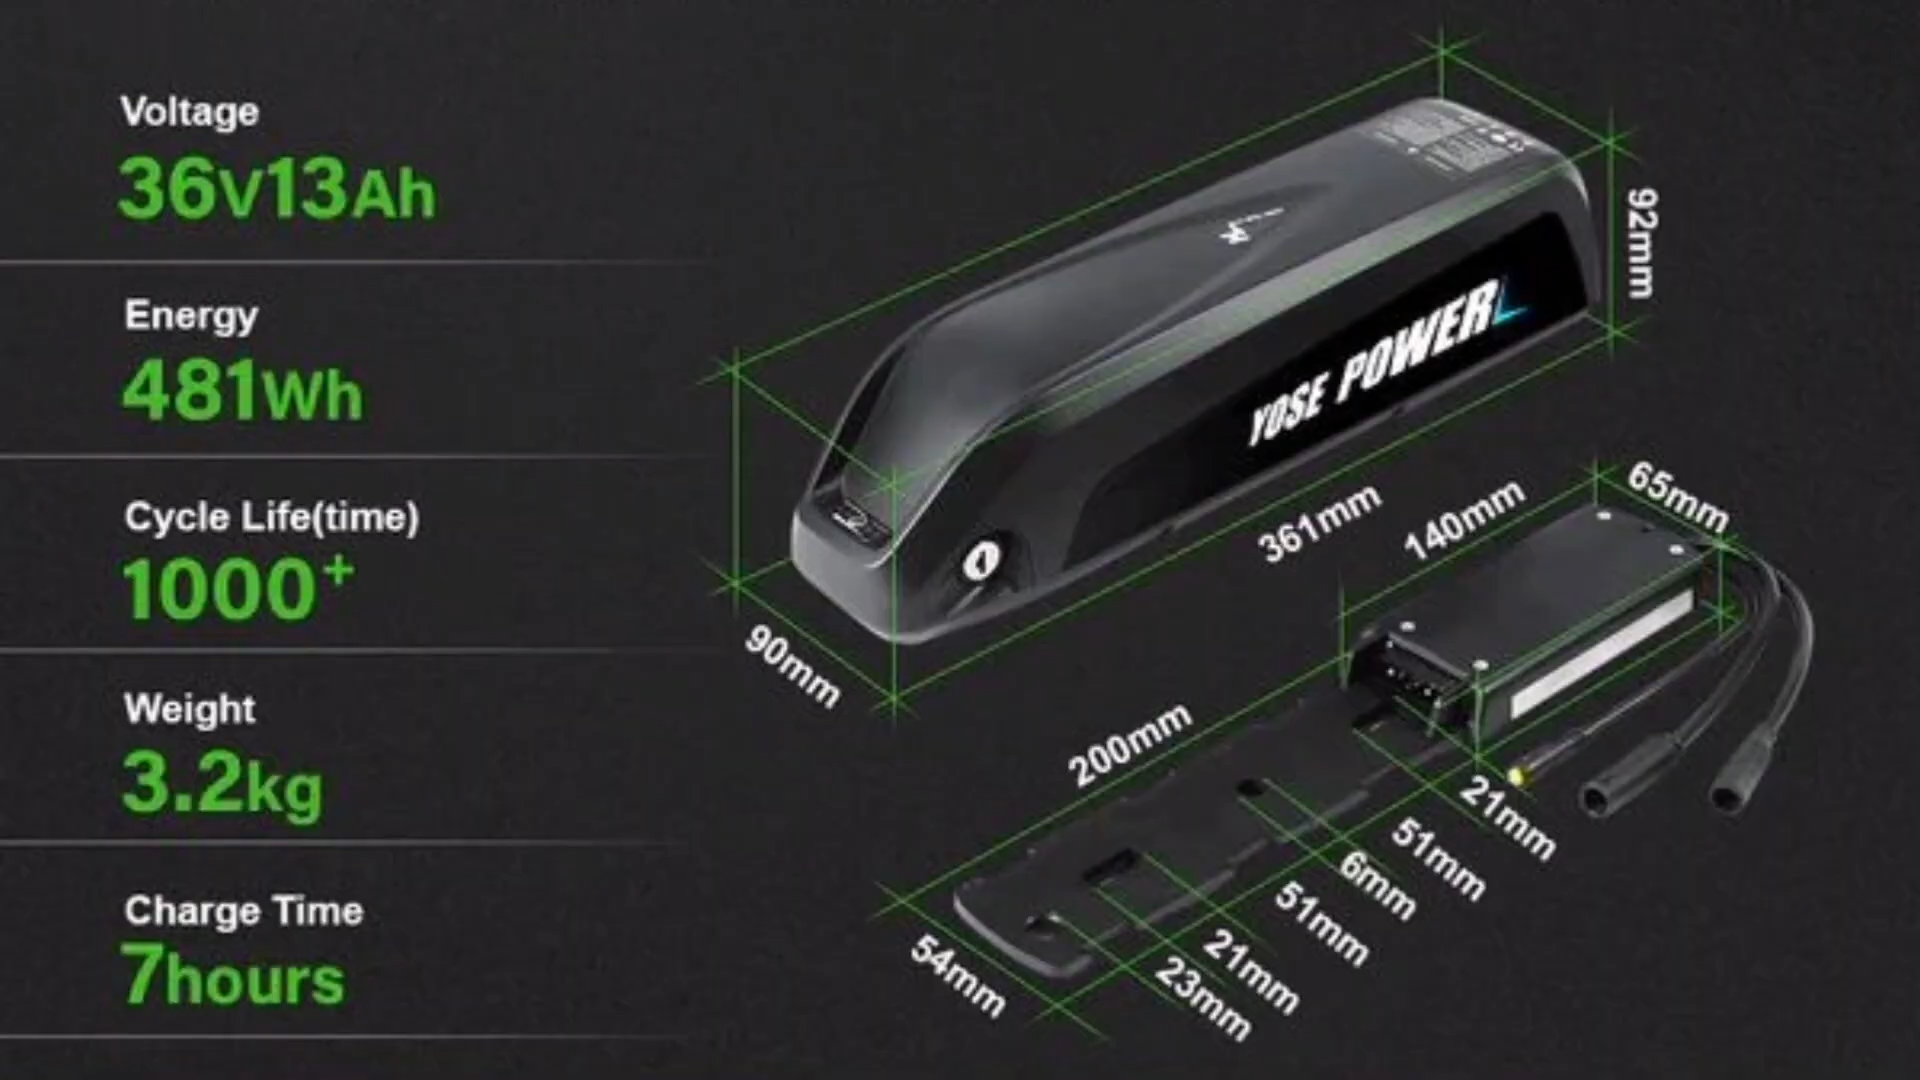 Voltage
36V13Ah
Energy
481Wh
Cycle Life(time)
1000+
Weight
3.2kg
Charge Time
7hours
92mm
YOSE POWER
361mm
90mm
140mm
65mm
200mm
21mm
51mm
6mm
51mm
21mm
23mm
54mm